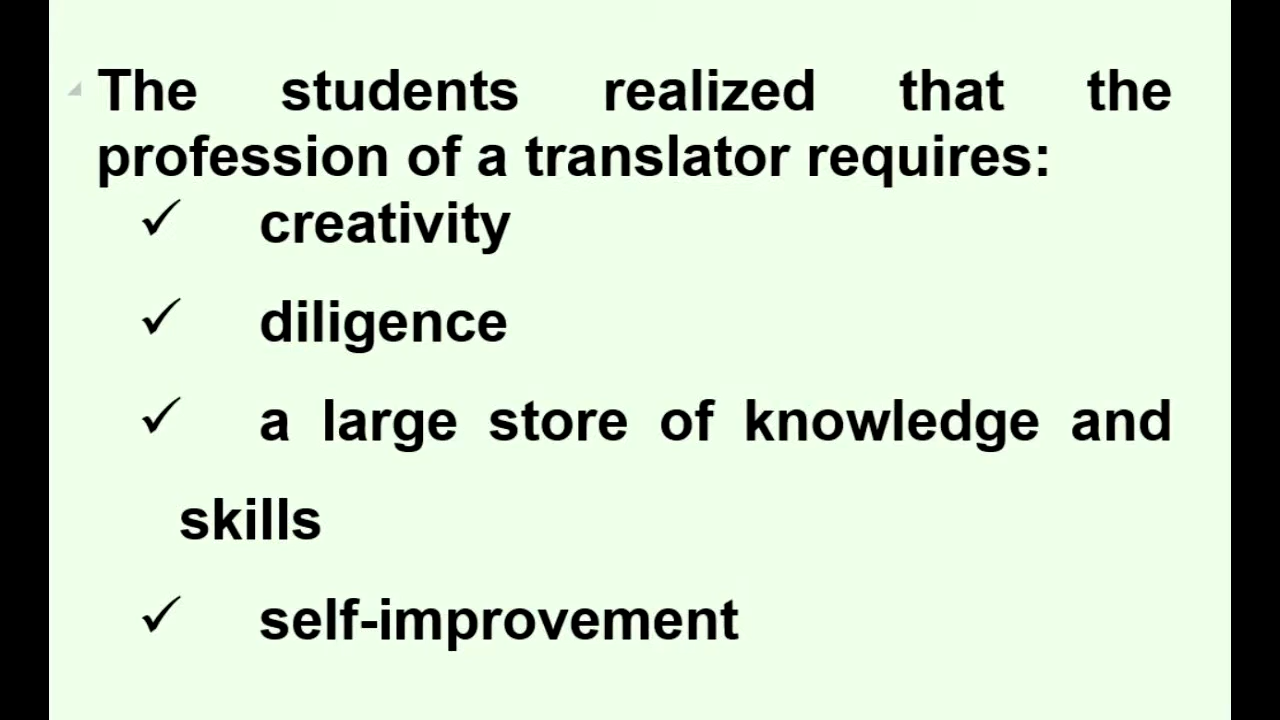 The students realized that the
profession of a translator requires:
✓ creativity
✓ diligence
✓ a large store of knowledge and
skills
✓ self-improvement